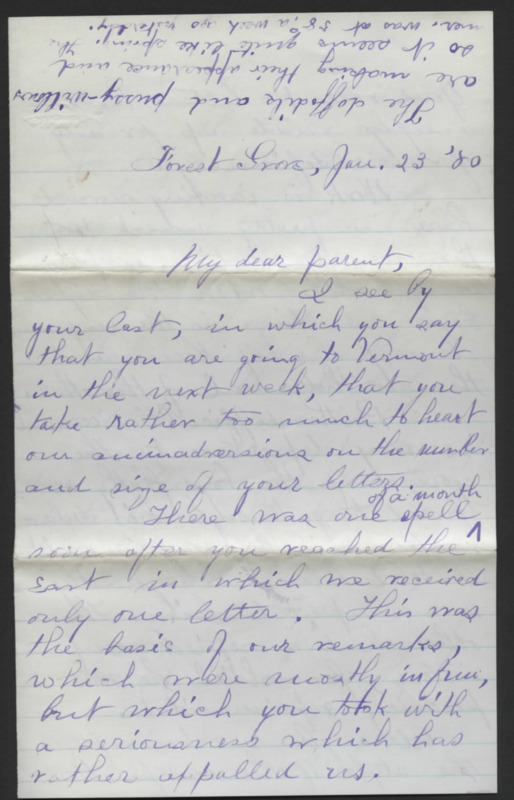 The daffodils and pussy-willows
are making their appearance and
so it seems quite like spring. The
mer. was at 58° a week ago yesterday.
Forest Grove, Jan. 23 '80
My dear parent,
I see by
your last, in which you say
that you are going to Vermont
in the next week, that you
take rather too much to heart
our animadversions on the number
and size of your letters.
There was one spell ^ of a month
soon after you reached the
East in which we received
only one letter. This was
the basis of our remarks,
which were mostly in fun,
but which you took with
a seriousness which has
rather appalled us.